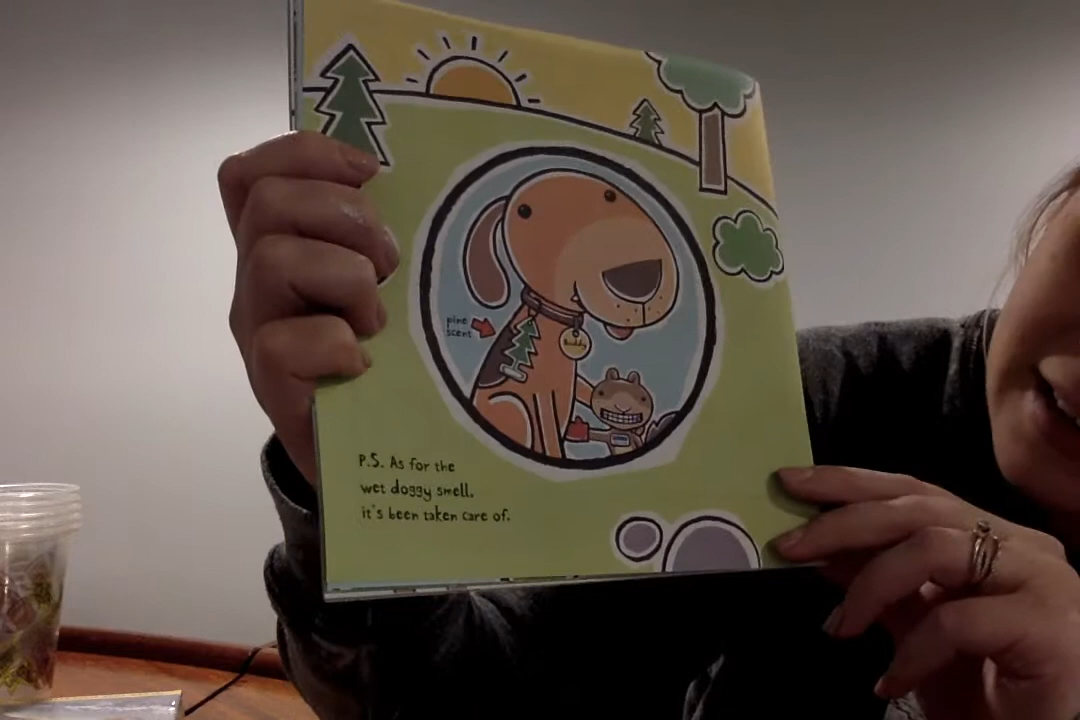 pine
scent
Buddy
P.S. As for the
wet doggy smell,
it's been taken care of.